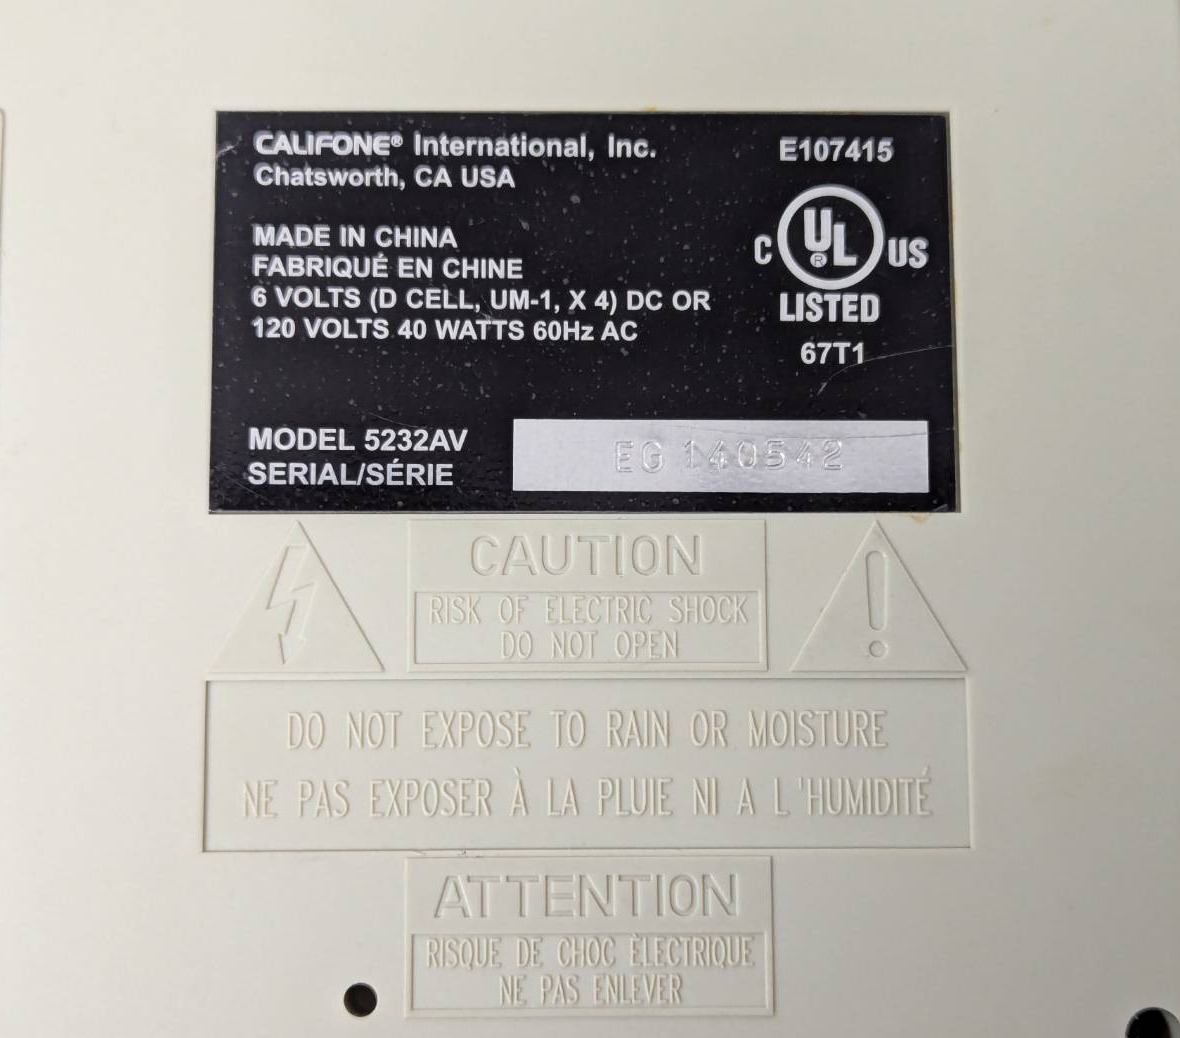 CALIFONE® International, Inc.
Chatsworth, CA USA
E107415
MADE IN CHINA
FABRIQUÉ EN CHINE
6 VOLTS (D CELL, UM-1, X 4) DC OR
120 VOLTS 40 WATTS 60Hz AC
C UL® US
LISTED
67T1
MODEL 5232AV
SERIAL/SÉRIE
EG 140542
CAUTION
RISK OF ELECTRIC SHOCK
DO NOT OPEN
!
DO NOT EXPOSE TO RAIN OR MOISTURE
NE PAS EXPOSER À LA PLUIE NI A L'HUMIDITÉ
ATTENTION
RISQUE DE CHOC ÈLECTRIQUE
NE PAS ENLEVER